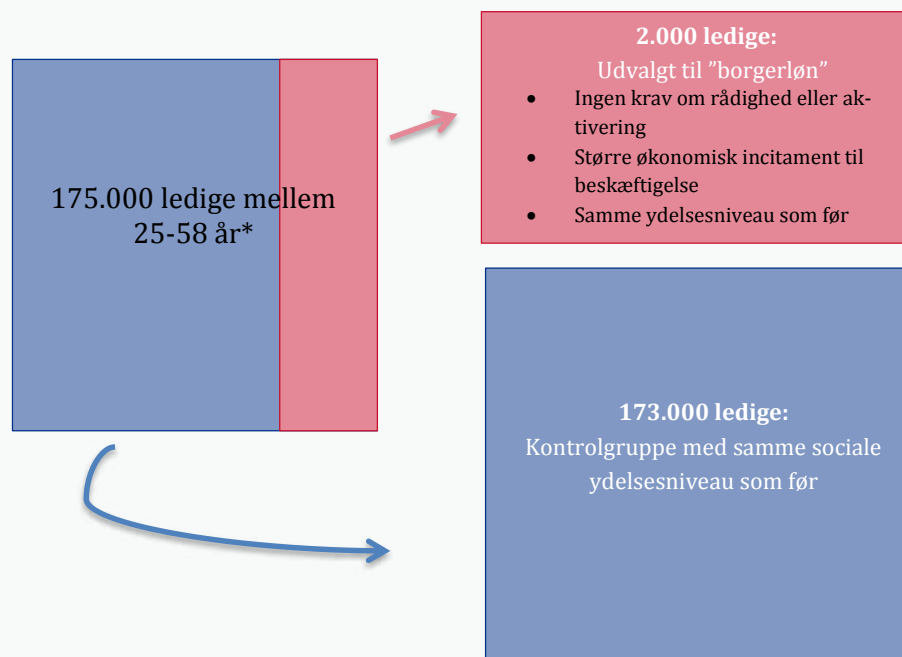 175.000 ledige mellem
25-58 år*
2.000 ledige:
Udvalgt til ”borgerløn”
• Ingen krav om rådighed eller ak-
tivering
• Større økonomisk incitament til
beskæftigelse
• Samme ydelsesniveau som før
173.000 ledige:
Kontrolgruppe med samme sociale
ydelsesniveau som før